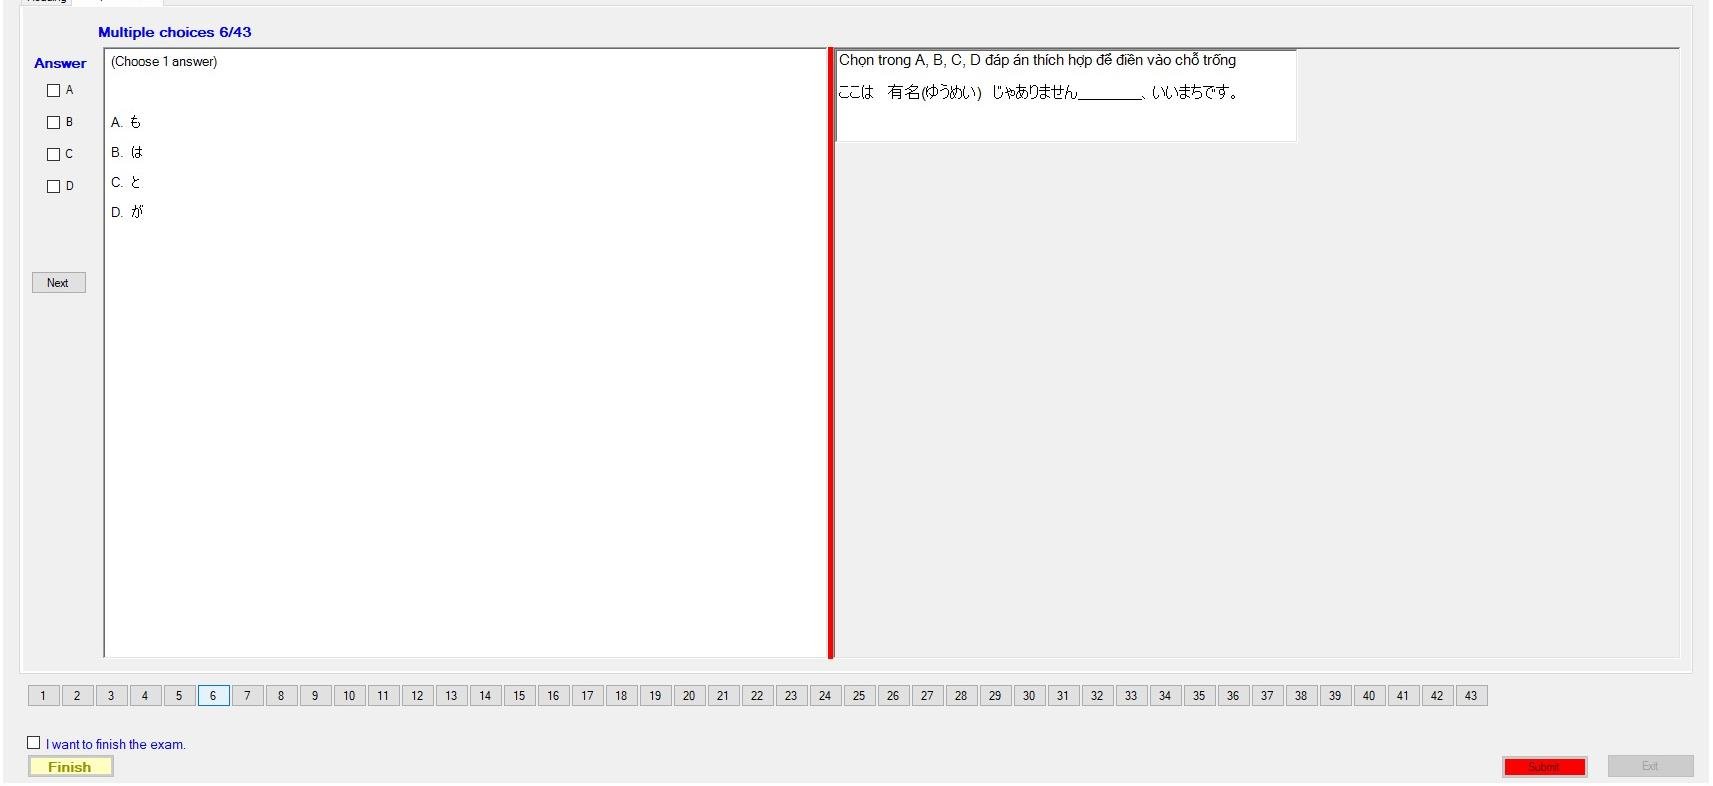 Multiple choices 6/43
Answer
(Choose 1 answer)
A
B
C
D
A. も
B. は
C. と
D. が
Next
Chọn trong A, B, C, D đáp án thích hợp để điền vào chỗ trống
ここは　有名(ゆうめい)　じゃありません________、いいまちです。
1 2 3 4 5 6 7 8 9 10 11 12 13 14 15 16 17 18 19 20 21 22 23 24 25 26 27 28 29 30 31 32 33 34 35 36 37 38 39 40 41 42 43
I want to finish the exam.
Finish
Submit
Exit